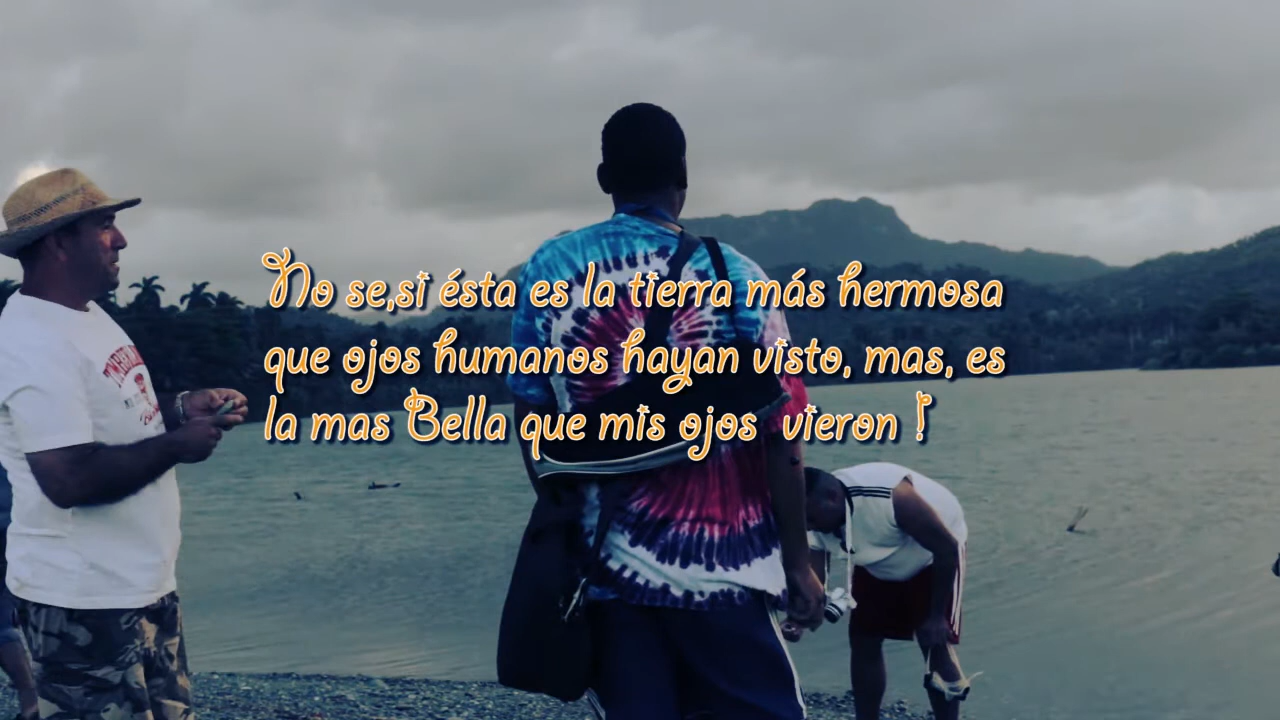 No se,si ésta es la tierra más hermosa
que ojos humanos hayan visto, mas, es
la mas Bella que mis ojos vieron !